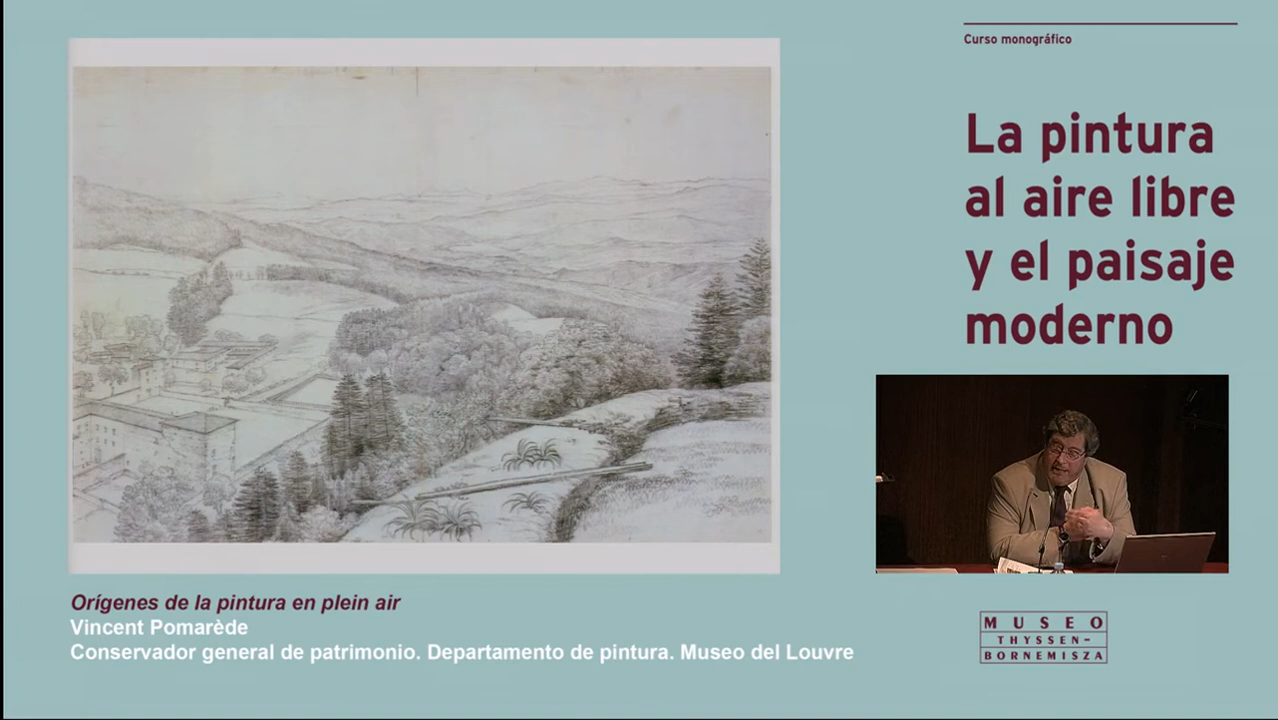 Curso monográfico
La pintura
al aire libre
y el paisaje
moderno
Orígenes de la pintura en plein air
Vincent Pomarède
Conservador general de patrimonio. Departamento de pintura. Museo del Louvre
MUSEO
THYSSEN-
BORNEMISZA